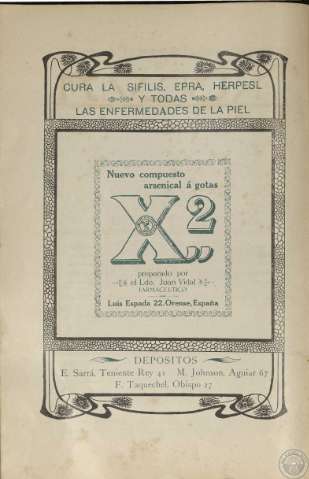 CURA LA SIFILIS, EPRA, HERPESL
Y TODAS
LAS ENFERMEDADES DE LA PIEL
Nuevo compuesto
arsenical á gotas
X2
preparado por
el Ldo. Juan Vidal
FARMACEUTICO
Luis Espada 22. Orense, España
DEPOSITOS
E. Sarrá, Teniente Rey 41 M. Johnson, Aguiar 67
F. Taquechel, Obispo 27